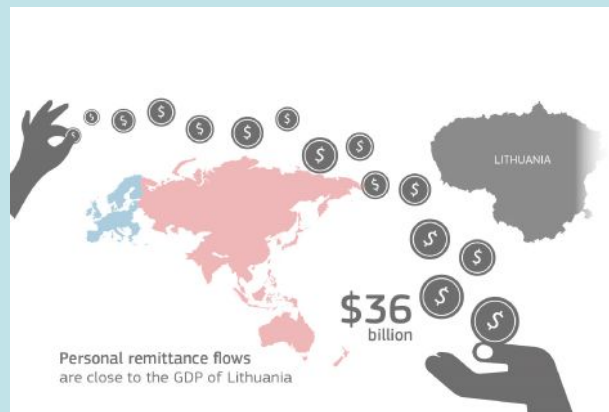 LITHUANIA
$36
billion
Personal remittance flows
are close to the GDP of Lithuania